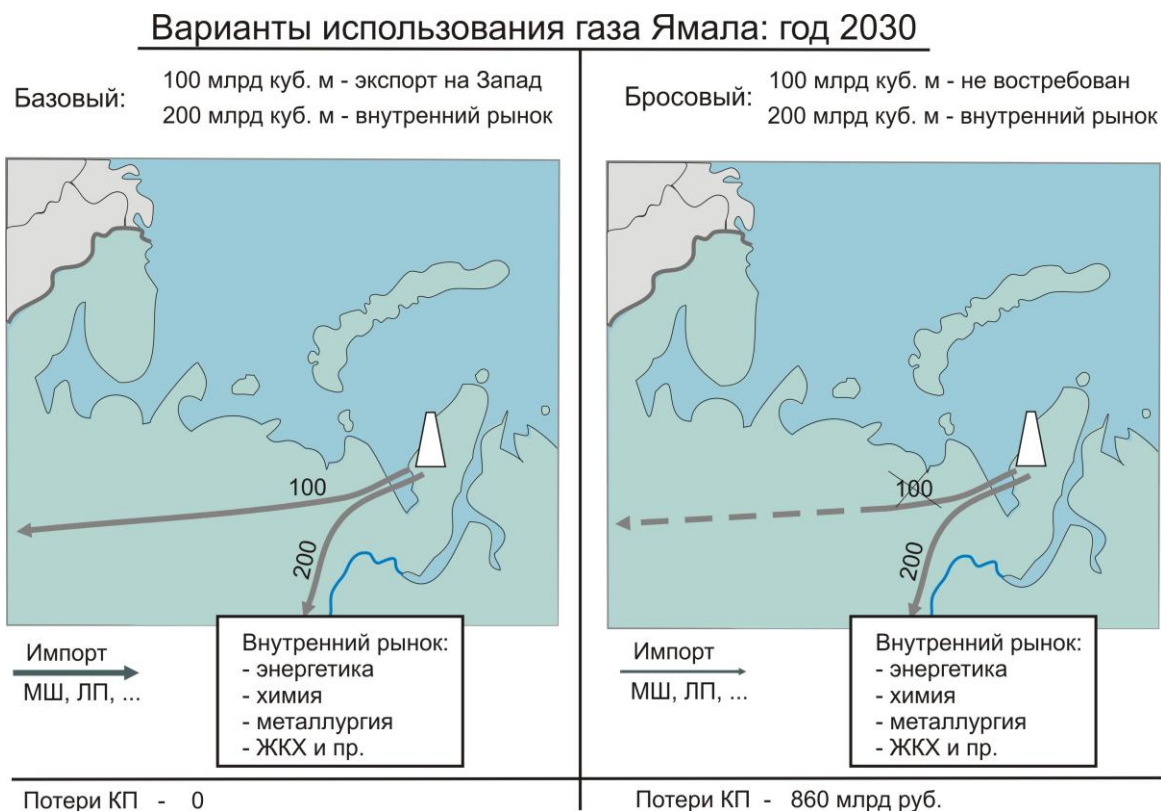 Варианты использования газа Ямала: год 2030
Базовый:
100 млрд куб. м - экспорт на Запад
200 млрд куб. м - внутренний рынок
100
200
Импорт
МШ, ЛП, ...
Внутренний рынок:
- энергетика
- химия
- металлургия
- ЖКХ и пр.
Потери КП - 0
Бросовый:
100 млрд куб. м - не востребован
200 млрд куб. м - внутренний рынок
100
200
Импорт
МШ, ЛП, ...
Внутренний рынок:
- энергетика
- химия
- металлургия
- ЖКХ и пр.
Потери КП - 860 млрд руб.